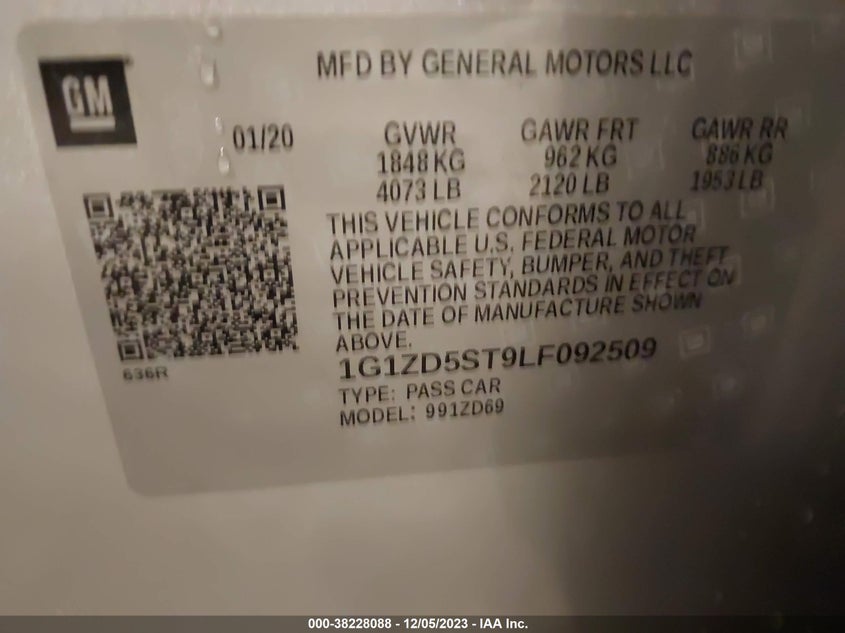 MFD BY GENERAL MOTORS LLC
GM
01/20
GVWR GAWR FRT GAWR RR
1848 KG 962 KG 886 KG
4073 LB 2120 LB 1953 LB
THIS VEHICLE CONFORMS TO ALL
APPLICABLE U.S. FEDERAL MOTOR
VEHICLE SAFETY, BUMPER, AND THEFT
PREVENTION STANDARDS IN EFFECT ON
THE DATE OF MANUFACTURE SHOWN
ABOVE.
636R
1G1ZD5ST9LF092509
TYPE: PASS CAR
MODEL: 991ZD69
000-38228088 - 12/05/2023 - IAA Inc.